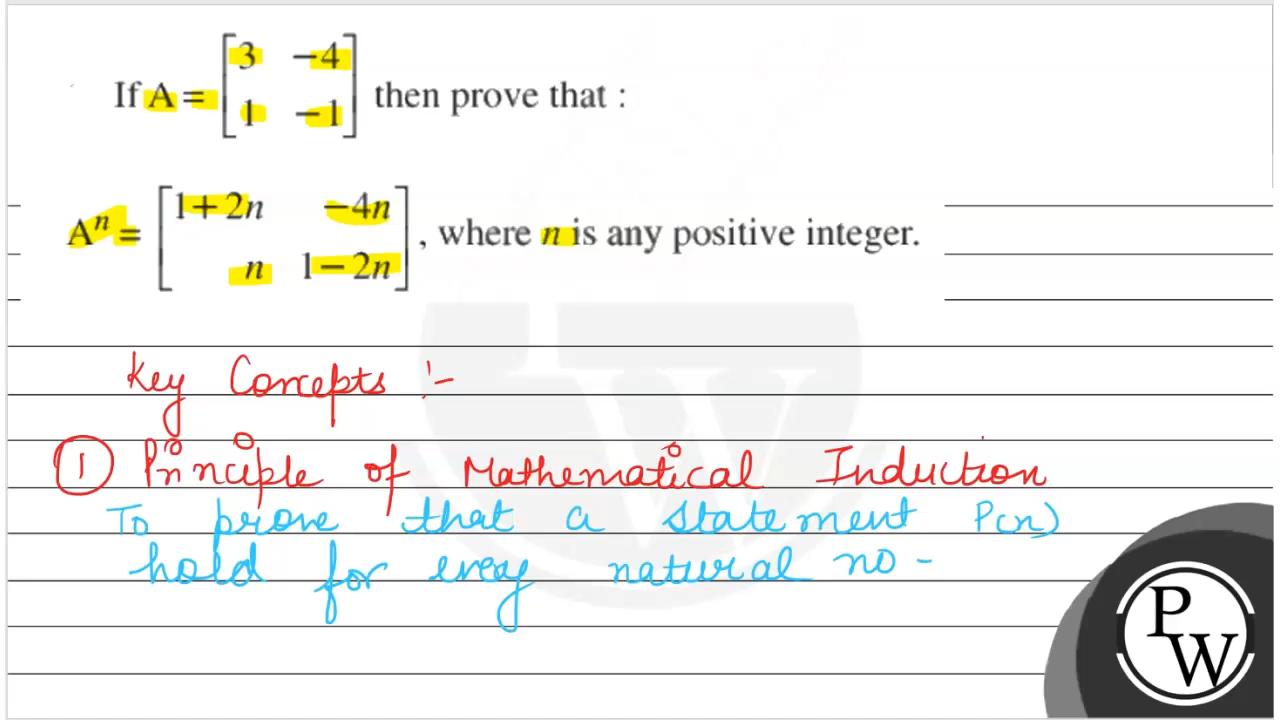 If A = [3 −4
1 −1] then prove that :
Aⁿ = [1+2n −4n
n 1−2n] , where n is any positive integer.
Key Concepts :-
① Principle of Mathematical Induction
To prove that a statement P(n)
hold for every natural no -
PW